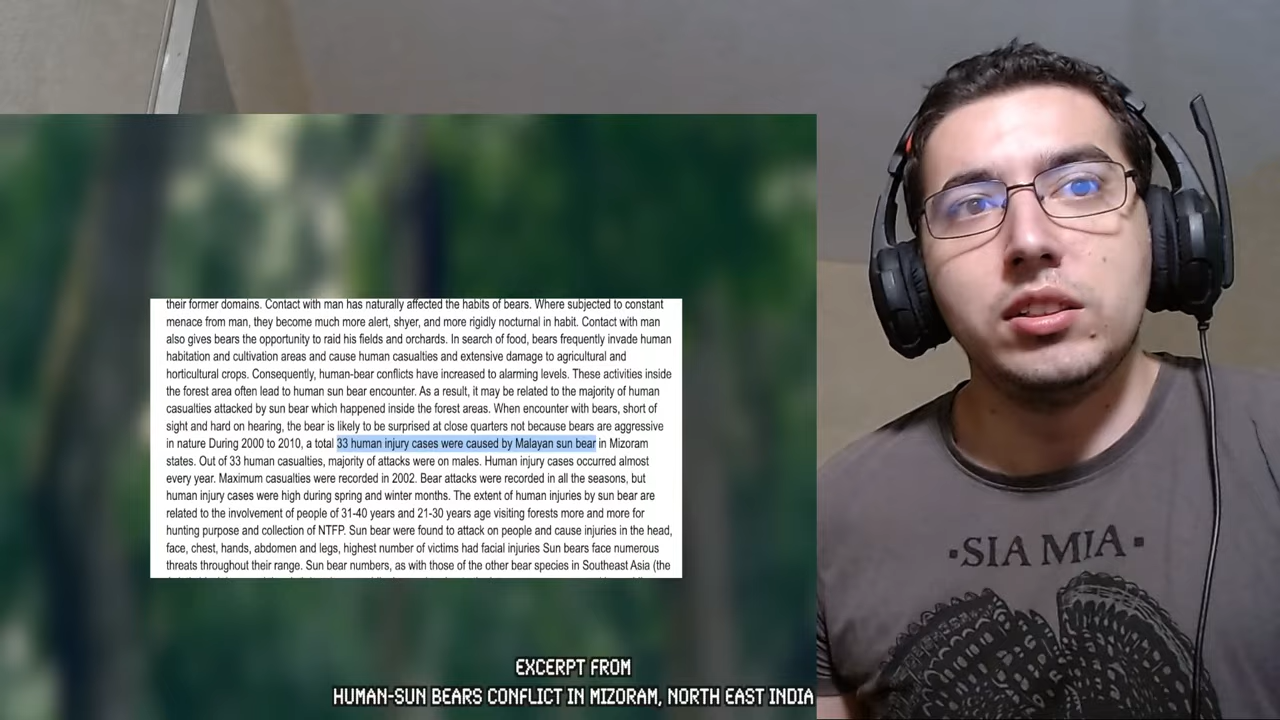 their former domains. Contact with man has naturally affected the habits of bears. Where subjected to constant
menace from man, they become much more alert, shyer, and more rigidly nocturnal in habit. Contact with man
also gives bears the opportunity to raid his fields and orchards. In search of food, bears frequently invade human
habitation and cultivation areas and cause human casualties and extensive damage to agricultural and
horticultural crops. Consequently, human-bear conflicts have increased to alarming levels. These activities inside
the forest area often lead to human sun bear encounter. As a result, it may be related to the majority of human
casualties attacked by sun bear which happened inside the forest areas. When encounter with bears, short of
sight and hard on hearing, the bear is likely to be surprised at close quarters not because bears are aggressive
in nature During 2000 to 2010, a total 33 human injury cases were caused by Malayan sun bear in Mizoram
states. Out of 33 human casualties, majority of attacks were on males. Human injury cases occurred almost
every year. Maximum casualties were recorded in 2002. Bear attacks were recorded in all the seasons, but
human injury cases were high during spring and winter months. The extent of human injuries by sun bear are
related to the involvement of people of 31-40 years and 21-30 years age visiting forests more and more for
hunting purpose and collection of NTFP. Sun bear were found to attack on people and cause injuries in the head,
face, chest, hands, abdomen and legs, highest number of victims had facial injuries Sun bears face numerous
threats throughout their range. Sun bear numbers, as with those of the other bear species in Southeast Asia (the
EXCERPT FROM
HUMAN-SUN BEARS CONFLICT IN MIZORAM, NORTH EAST INDIA
·SIA MIA·